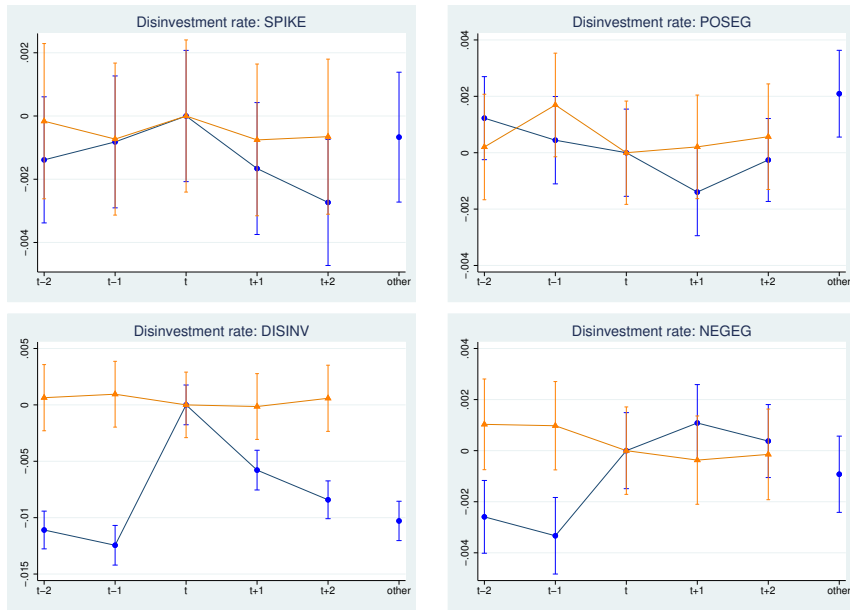 Disinvestment rate: SPIKE
.002
0
−.002
−.004
t−2 t−1 t t+1 t+2 other
Disinvestment rate: POSEG
.004
.002
0
−.002
−.004
t−2 t−1 t t+1 t+2 other
Disinvestment rate: DISINV
.005
0
−.005
−.01
−.015
t−2 t−1 t t+1 t+2 other
Disinvestment rate: NEGEG
.004
.002
0
−.002
−.004
t−2 t−1 t t+1 t+2 other